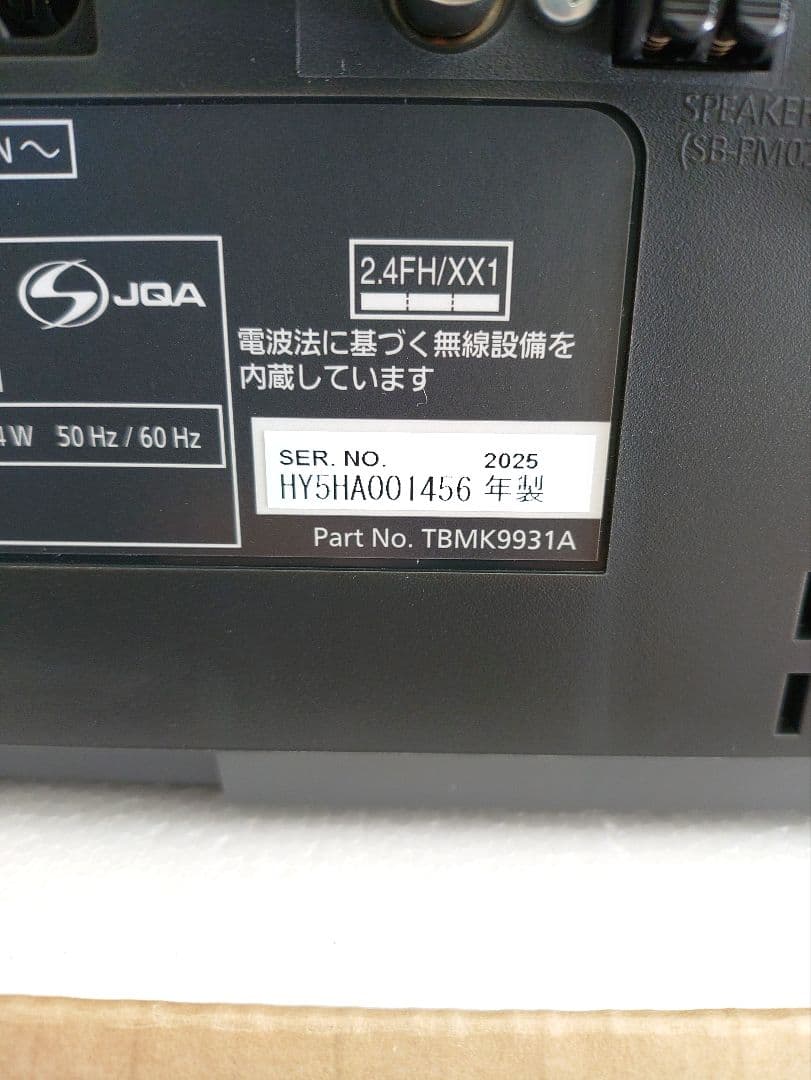 SPEAKER
(SB-PM02
N～
JQA
2.4FH/XX1
電波法に基づく無線設備を
内蔵しています
4W 50 Hz / 60 Hz
SER. NO. 2025
HY5HA001456 年製
Part No. TBMK9931A